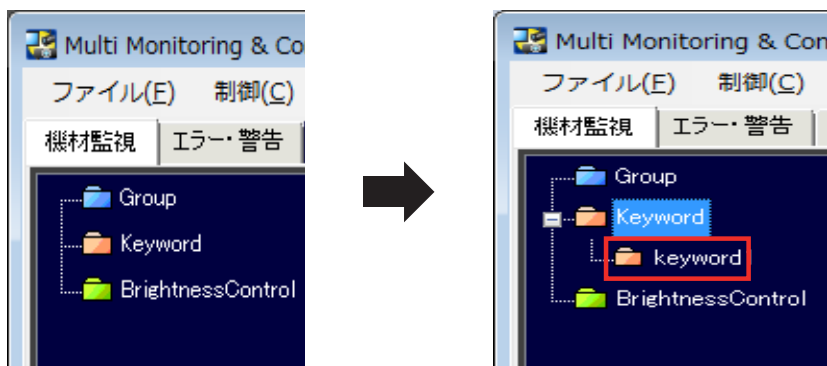 Multi Monitoring & Co
ファイル(F) 制御(C)
機材監視 エラー・警告
Group
Keyword
BrightnessControl
Multi Monitoring & Con
ファイル(F) 制御(C)
機材監視 エラー・警告
Group
Keyword
keyword
BrightnessControl